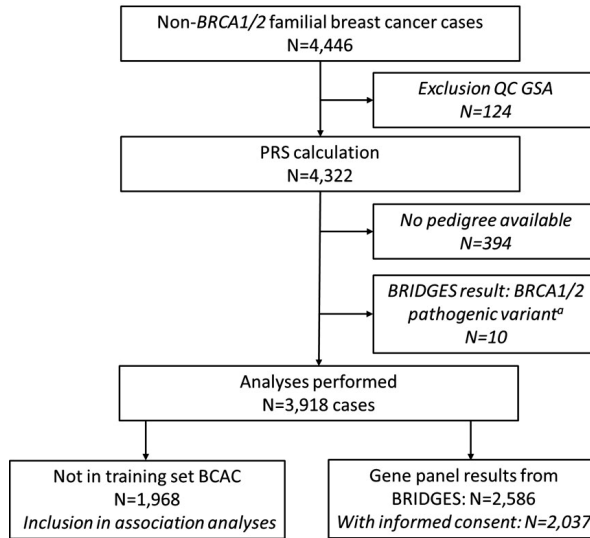 Non-BRCA1/2 familial breast cancer cases
N=4,446
Exclusion QC GSA
N=124
PRS calculation
N=4,322
No pedigree available
N=394
BRIDGES result: BRCA1/2
pathogenic variantᵃ
N=10
Analyses performed
N=3,918 cases
Not in training set BCAC
N=1,968
Inclusion in association analyses
Gene panel results from
BRIDGES: N=2,586
With informed consent: N=2,037